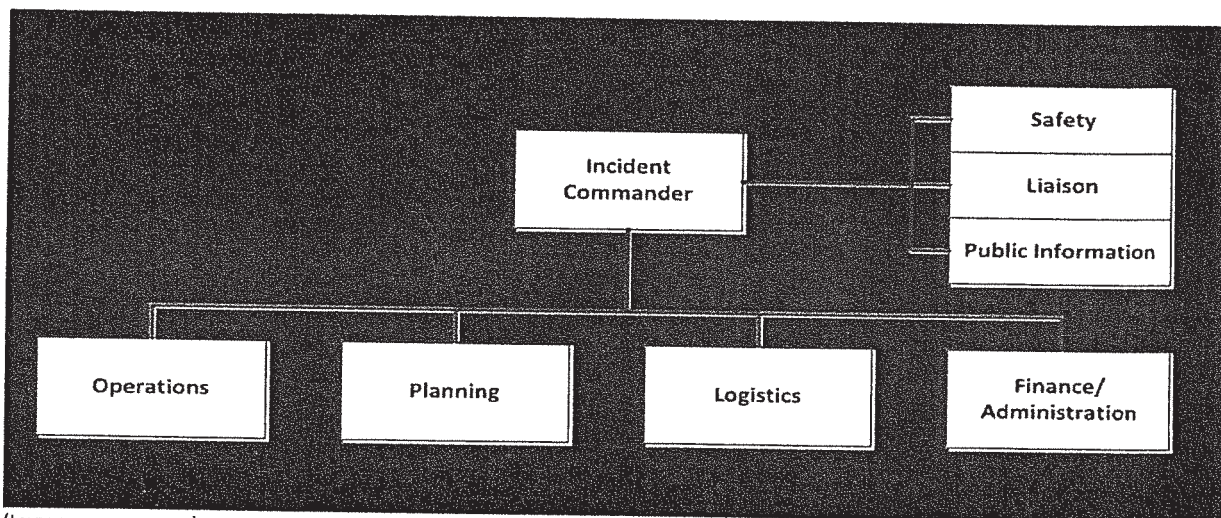 Incident
Commander
Safety
Liaison
Public Information
Operations
Planning
Logistics
Finance/
Administration